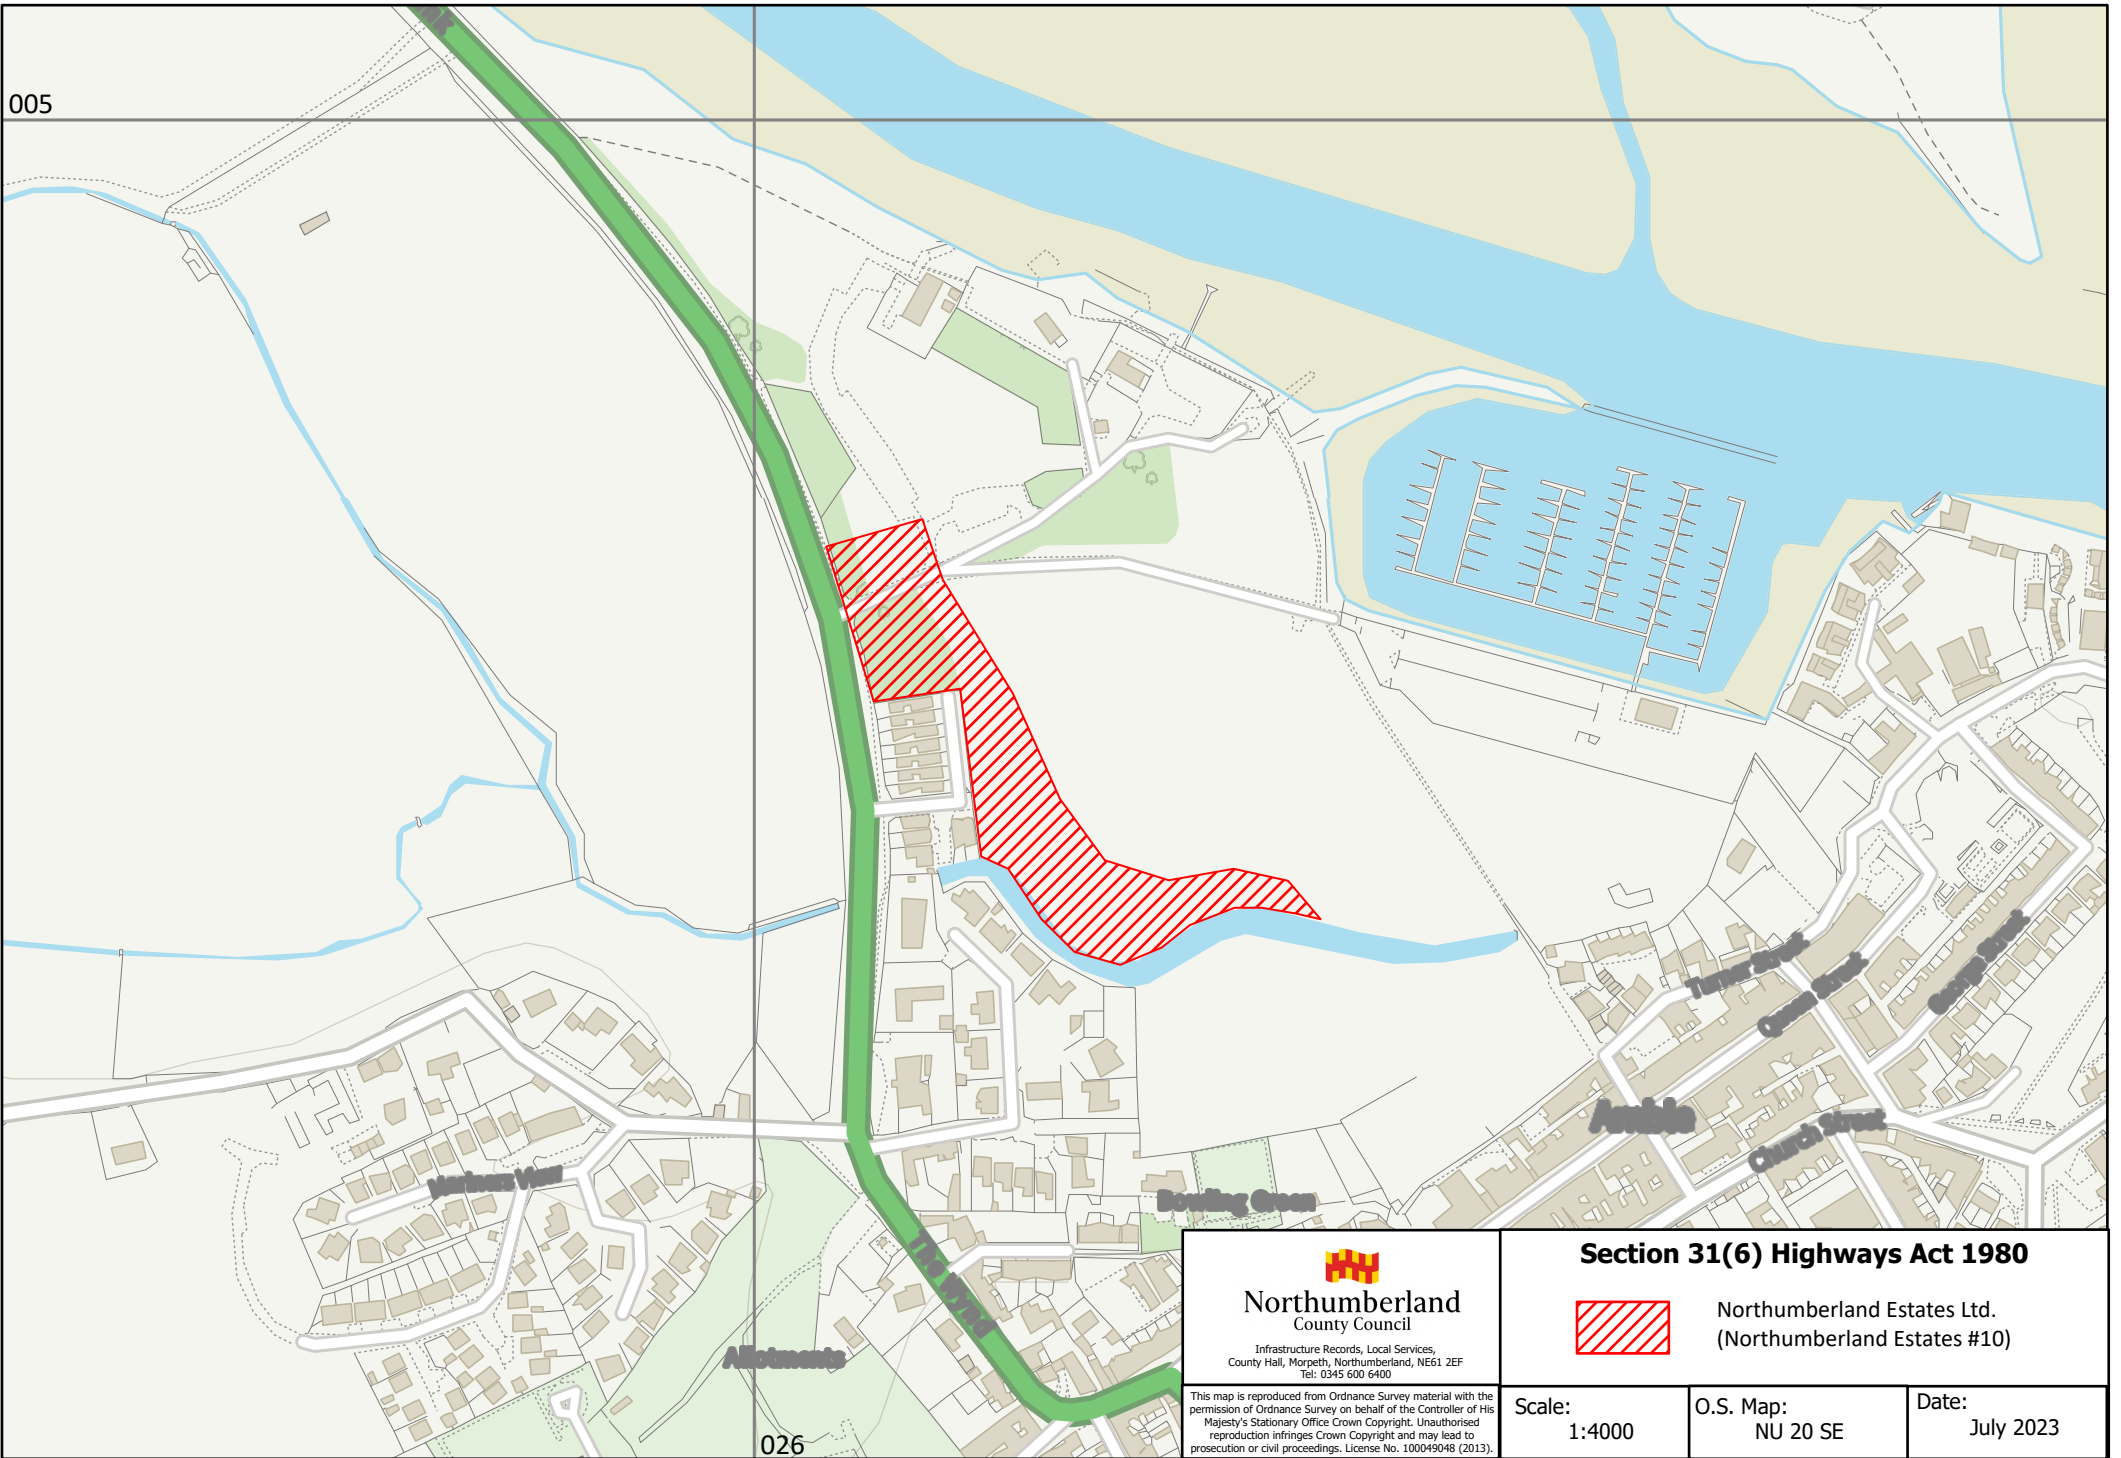 005
Turner Street
Queen Street
George Street
Amble
Church Street
Mariners View
Bowling Green
The Wynd
Allotments
026
Northumberland
County Council
Infrastructure Records, Local Services,
County Hall, Morpeth, Northumberland, NE61 2EF
Tel: 0345 600 6400
This map is reproduced from Ordnance Survey material with the
permission of Ordnance Survey on behalf of the Controller of His
Majesty's Stationary Office Crown Copyright. Unauthorised
reproduction infringes Crown Copyright and may lead to
prosecution or civil proceedings. License No. 100049048 (2013).
Section 31(6) Highways Act 1980
Northumberland Estates Ltd.
(Northumberland Estates #10)
Scale:
1:4000
O.S. Map:
NU 20 SE
Date:
July 2023